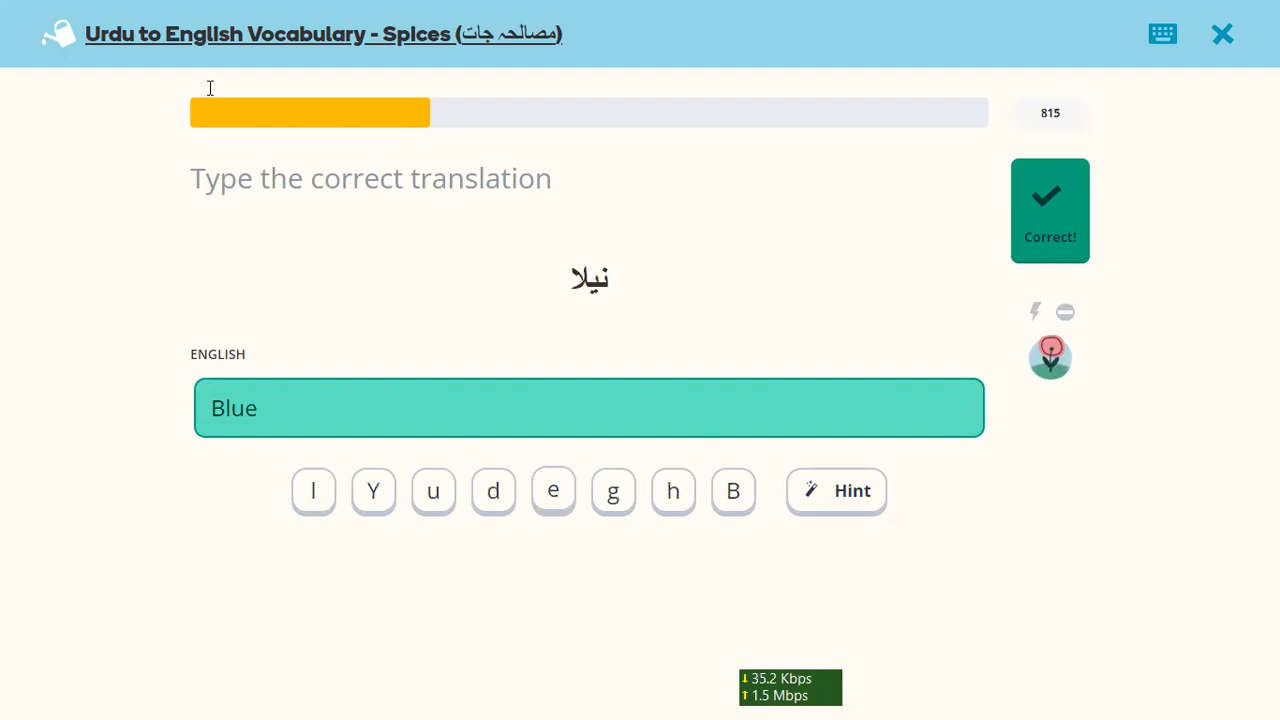 Urdu to English Vocabulary - Spices (مصالحہ جات)
815
Type the correct translation
Correct!
نیلا
ENGLISH
Blue
l Y u d e g h B Hint
↓ 35.2 Kbps
↑ 1.5 Mbps